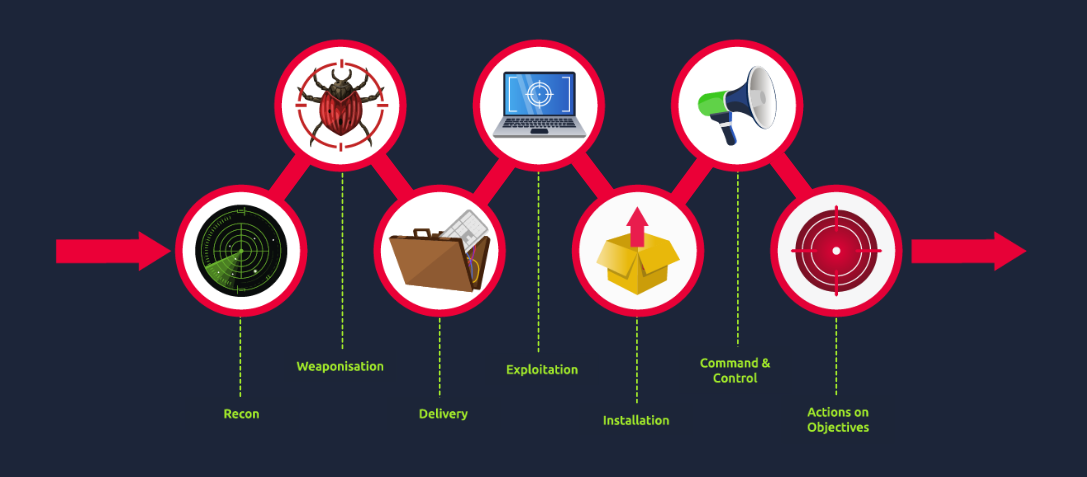 Recon
Weaponisation
Delivery
Exploitation
Installation
Command &
Control
Actions on
Objectives